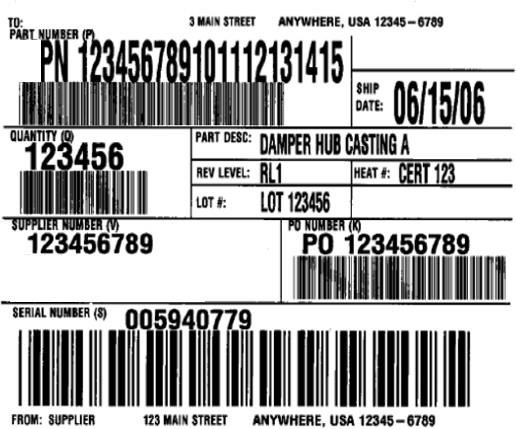 TO: 3 MAIN STREET ANYWHERE, USA 12345-6789
PART NUMBER (P)
PN 123456789101112131415
SHIP DATE: 06/15/06
QUANTITY (Q)
123456
PART DESC: DAMPER HUB CASTING A
REV LEVEL: RL1 HEAT #: CERT 123
LOT #: LOT 123456
SUPPLIER NUMBER (V)
123456789
PO NUMBER (K)
PO 123456789
SERIAL NUMBER (S) 005940779
FROM: SUPPLIER 123 MAIN STREET ANYWHERE, USA 12345-6789